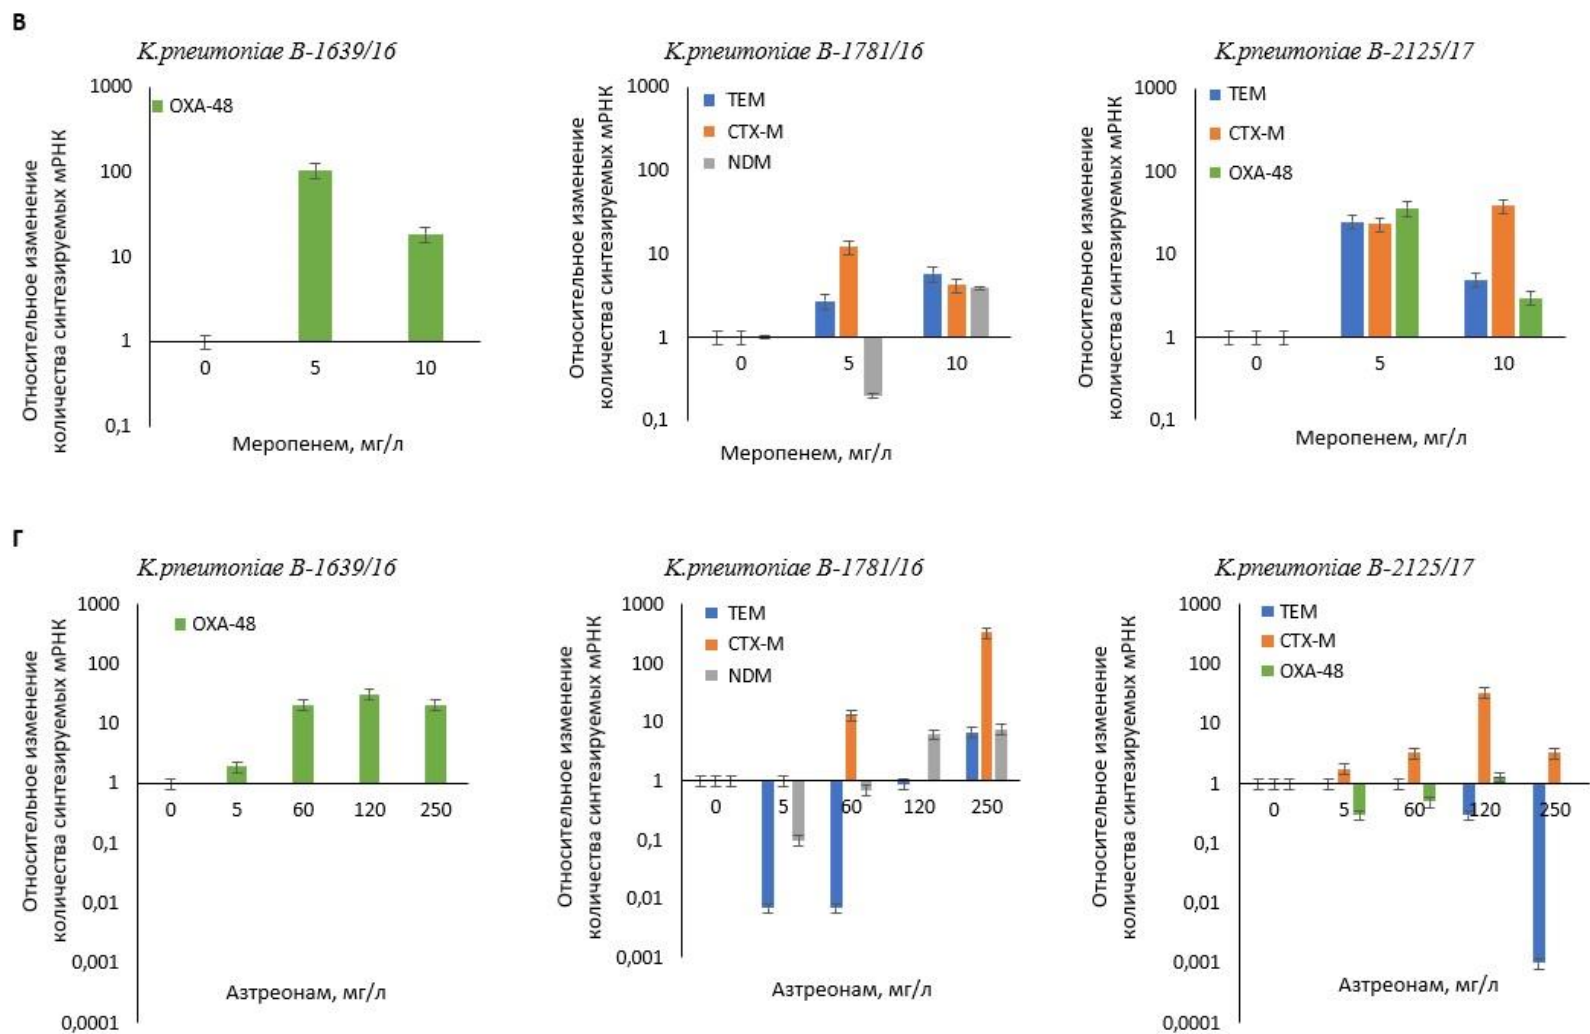 В
K.pneumoniae B-1639/16
Относительное изменение
количества синтезируемых мРНК
1000
100
10
1
0,1
OXA-48
0 5 10
Меропенем, мг/л
K.pneumoniae B-1781/16
Относительное изменение
количества синтезируемых мРНК
1000
100
10
1
0,1
TEM
CTX-M
NDM
0 5 10
Меропенем, мг/л
K.pneumoniae B-2125/17
Относительное изменение
количества синтезируемых мРНК
1000
100
10
1
0,1
TEM
CTX-M
OXA-48
0 5 10
Меропенем, мг/л
Г
K.pneumoniae B-1639/16
Относительное изменение
количества синтезируемых мРНК
1000
100
10
1
0,1
0,01
0,001
0,0001
OXA-48
0 5 60 120 250
Азтреонам, мг/л
K.pneumoniae B-1781/16
Относительное изменение
количества синтезируемых мРНК
1000
100
10
1
0,1
0,01
0,001
TEM
CTX-M
NDM
0 5 60 120 250
Азтреонам, мг/л
K.pneumoniae B-2125/17
Относительное изменение
количества синтезируемых мРНК
1000
100
10
1
0,1
0,01
0,001
0,0001
TEM
CTX-M
OXA-48
0 5 60 120 250
Азтреонам, мг/л